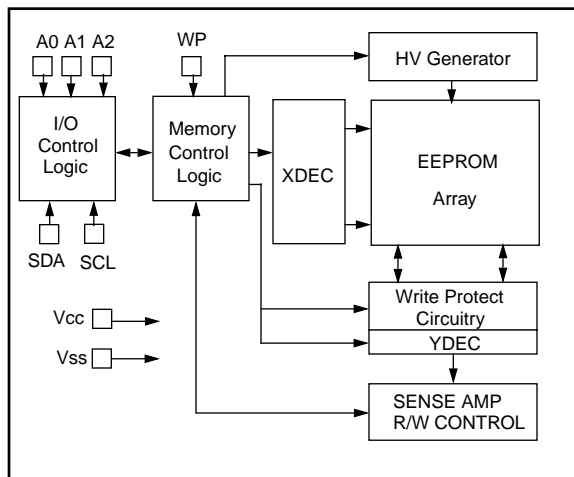 A0 A1 A2
WP
HV Generator
I/O
Control
Logic
Memory
Control
Logic
XDEC
EEPROM
Array
SDA
SCL
Write Protect
Circuitry
YDEC
Vcc
Vss
SENSE AMP
R/W CONTROL